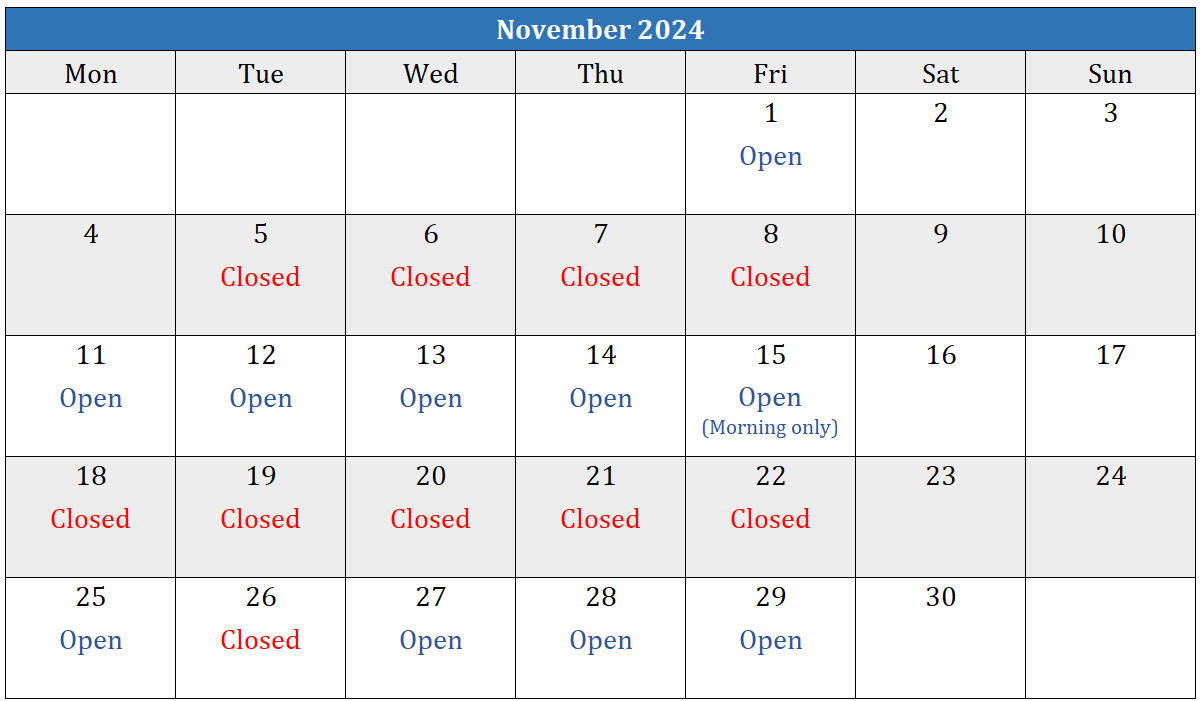 November 2024
Mon Tue Wed Thu Fri Sat Sun
1 2 3
Open
4 5 6 7 8 9 10
Closed Closed Closed Closed
11 12 13 14 15 16 17
Open Open Open Open Open
(Morning only)
18 19 20 21 22 23 24
Closed Closed Closed Closed Closed
25 26 27 28 29 30
Open Closed Open Open Open